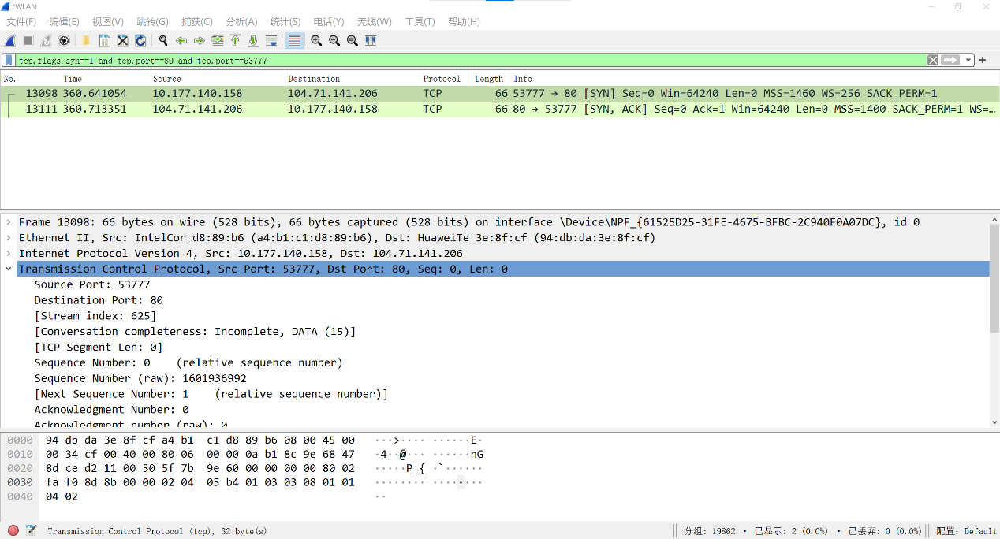 *WLAN
文件(F) 编辑(E) 视图(V) 跳转(G) 捕获(C) 分析(A) 统计(S) 电话(Y) 无线(W) 工具(T) 帮助(H)
tcp.flags.syn==1 and tcp.port==80 and tcp.port==53777
No. Time Source Destination Protocol Length Info
13098 360.641054 10.177.140.158 104.71.141.206 TCP 66 53777 → 80 [SYN] Seq=0 Win=64240 Len=0 MSS=1460 WS=256 SACK_PERM=1
13111 360.713351 104.71.141.206 10.177.140.158 TCP 66 80 → 53777 [SYN, ACK] Seq=0 Ack=1 Win=64240 Len=0 MSS=1400 SACK_PERM=1 WS=…
Frame 13098: 66 bytes on wire (528 bits), 66 bytes captured (528 bits) on interface \Device\NPF_{61525D25-31FE-4675-BFBC-2C940F0A07DC}, id 0
Ethernet II, Src: IntelCor_d8:89:b6 (a4:b1:c1:d8:89:b6), Dst: HuaweiTe_3e:8f:cf (94:db:da:3e:8f:cf)
Internet Protocol Version 4, Src: 10.177.140.158, Dst: 104.71.141.206
Transmission Control Protocol, Src Port: 53777, Dst Port: 80, Seq: 0, Len: 0
Source Port: 53777
Destination Port: 80
[Stream index: 625]
[Conversation completeness: Incomplete, DATA (15)]
[TCP Segment Len: 0]
Sequence Number: 0 (relative sequence number)
Sequence Number (raw): 1601936992
[Next Sequence Number: 1 (relative sequence number)]
Acknowledgment Number: 0
Acknowledgment number (raw): 0
0000 94 db da 3e 8f cf a4 b1 c1 d8 89 b6 08 00 45 00 ···>···· ······E·
0010 00 34 cf 00 40 00 80 06 00 00 0a b1 8c 9e 68 47 ·4··@··· ······hG
0020 8d ce d2 11 00 50 5f 7b 9e 60 00 00 00 00 80 02 ·····P_{ ·`······
0030 fa f0 8d 8b 00 00 02 04 05 b4 01 03 03 08 01 01 ········ ········
0040 04 02 ··
Transmission Control Protocol (tcp), 32 byte(s) 分组: 19862 · 已显示: 2 (0.0%) · 已丢弃: 0 (0.0%) 配置: Default